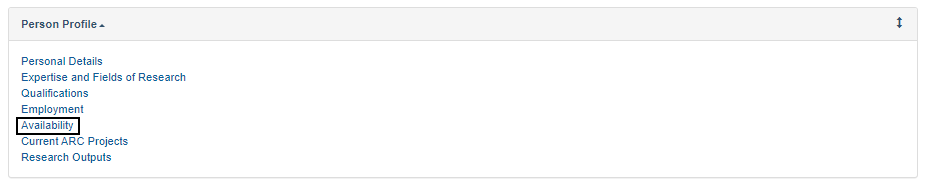 Person Profile
Personal Details
Expertise and Fields of Research
Qualifications
Employment
Availability
Current ARC Projects
Research Outputs